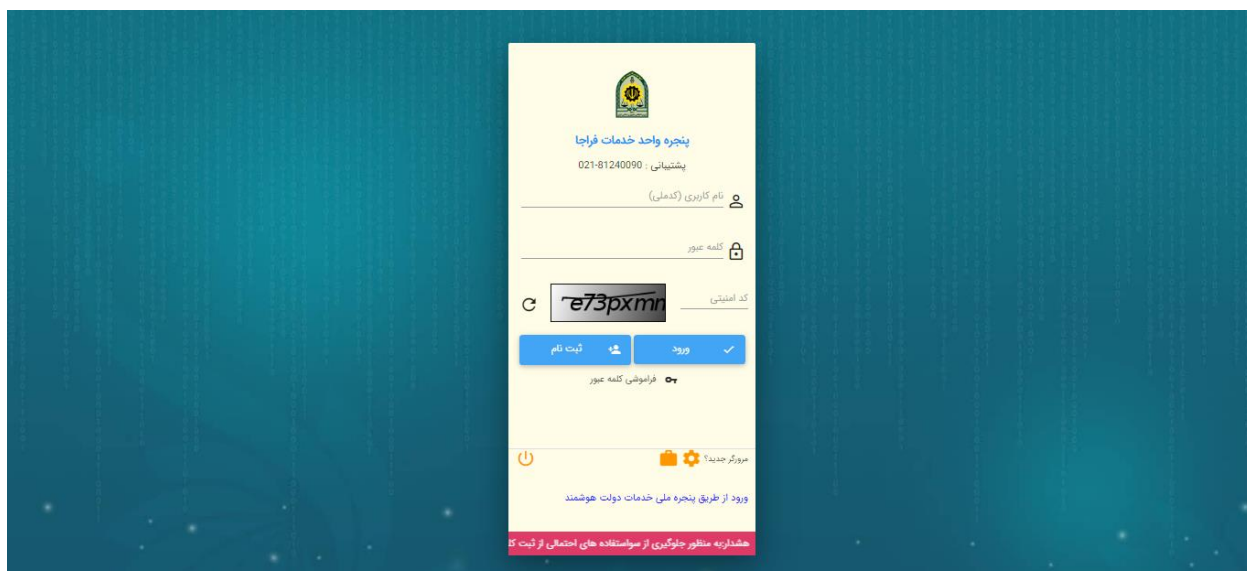 پنجره واحد خدمات فراجا
پشتیبانی : 81240090-021
نام کاربری (کدملی)
کلمه عبور
کد امنیتی
e73pxmn
ورود
ثبت نام
فراموشی کلمه عبور
مرورگر جدید؟
ورود از طریق پنجره ملی خدمات دولت هوشمند
هشدار:به منظور جلوگیری از سواستفاده های احتمالی از ثبت